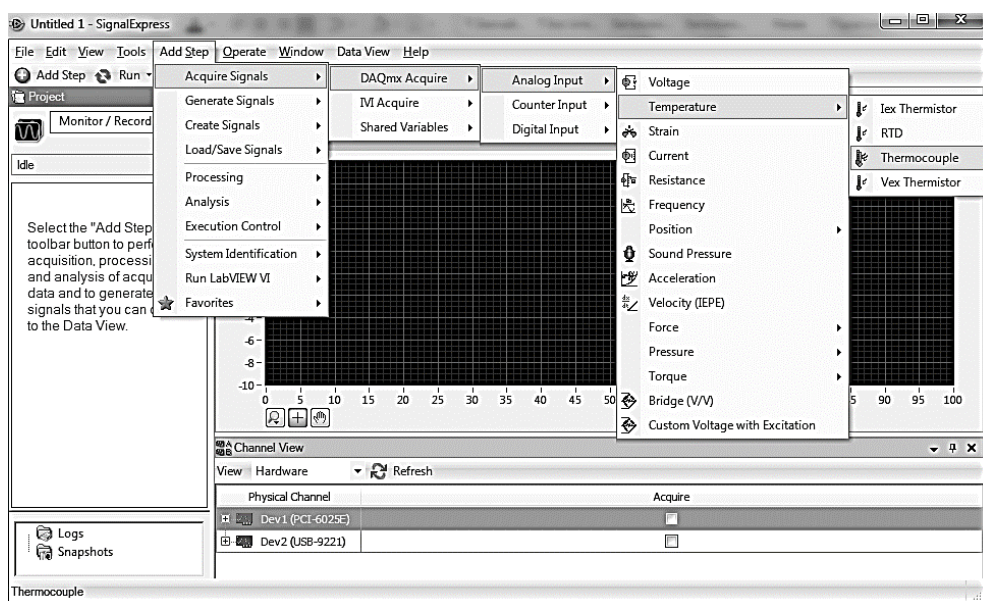 Untitled 1 - SignalExpress
File Edit View Tools Add Step Operate Window Data View Help
Add Step Run
Project
Monitor / Record
Idle
Select the "Add Step
toolbar button to perf
acquisition, processi
and analysis of acqu
data and to generate
signals that you can
to the Data View.
Logs
Snapshots
Acquire Signals
Generate Signals
Create Signals
Load/Save Signals
Processing
Analysis
Execution Control
System Identification
Run LabVIEW VI
Favorites
DAQmx Acquire
IVI Acquire
Shared Variables
Analog Input
Counter Input
Digital Input
Voltage
Temperature
Strain
Current
Resistance
Frequency
Position
Sound Pressure
Acceleration
Velocity (IEPE)
Force
Pressure
Torque
Bridge (V/V)
Custom Voltage with Excitation
Iex Thermistor
RTD
Thermocouple
Vex Thermistor
-4
-6
-8
-10
0 5 10 15 20 25 30 35 40 45 50 5 90 95 100
Channel View
View Hardware Refresh
Physical Channel Acquire
Dev1 (PCI-6025E)
Dev2 (USB-9221)
Thermocouple